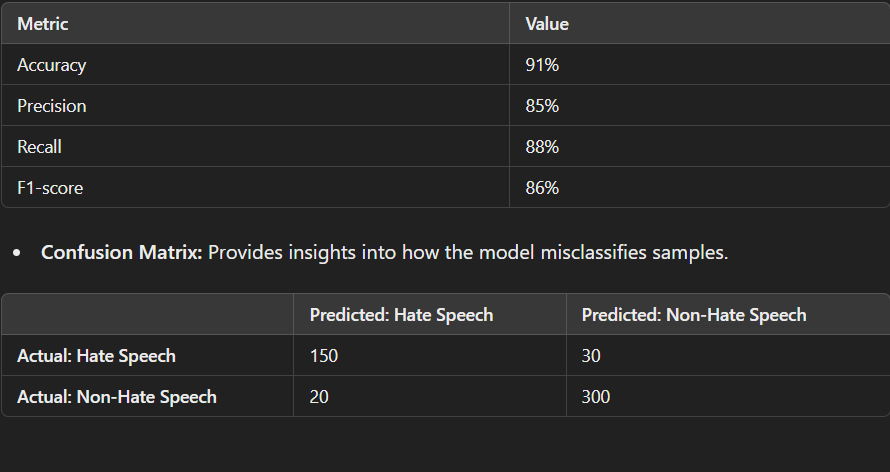 Metric Value
Accuracy 91%
Precision 85%
Recall 88%
F1-score 86%
Confusion Matrix: Provides insights into how the model misclassifies samples.
Predicted: Hate Speech Predicted: Non-Hate Speech
Actual: Hate Speech 150 30
Actual: Non-Hate Speech 20 300